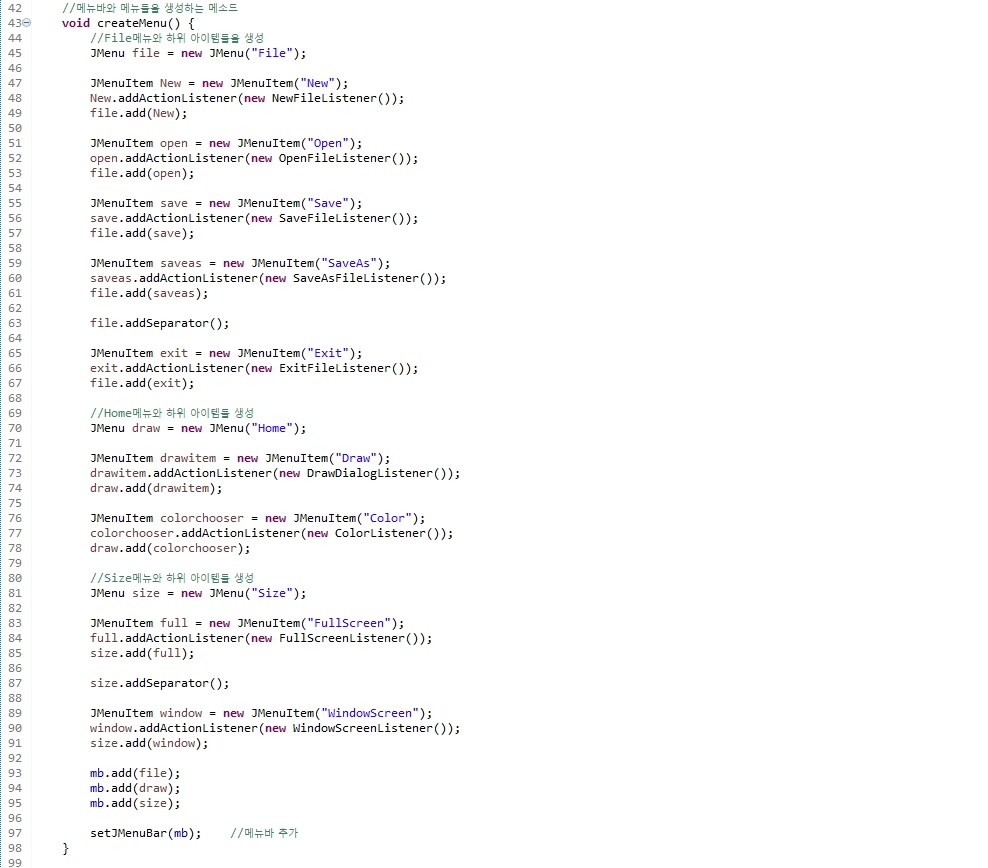 42 //메뉴바와 메뉴들을 생성하는 메소드
43 void createMenu() {
44 //File메뉴와 하위 아이템들을 생성
45 JMenu file = new JMenu("File");
46
47 JMenuItem New = new JMenuItem("New");
48 New.addActionListener(new NewFileListener());
49 file.add(New);
50
51 JMenuItem open = new JMenuItem("Open");
52 open.addActionListener(new OpenFileListener());
53 file.add(open);
54
55 JMenuItem save = new JMenuItem("Save");
56 save.addActionListener(new SaveFileListener());
57 file.add(save);
58
59 JMenuItem saveas = new JMenuItem("SaveAs");
60 saveas.addActionListener(new SaveAsFileListener());
61 file.add(saveas);
62
63 file.addSeparator();
64
65 JMenuItem exit = new JMenuItem("Exit");
66 exit.addActionListener(new ExitFileListener());
67 file.add(exit);
68
69 //Home메뉴와 하위 아이템들 생성
70 JMenu draw = new JMenu("Home");
71
72 JMenuItem drawitem = new JMenuItem("Draw");
73 drawitem.addActionListener(new DrawDialogListener());
74 draw.add(drawitem);
75
76 JMenuItem colorchooser = new JMenuItem("Color");
77 colorchooser.addActionListener(new ColorListener());
78 draw.add(colorchooser);
79
80 //Size메뉴와 하위 아이템들 생성
81 JMenu size = new JMenu("Size");
82
83 JMenuItem full = new JMenuItem("FullScreen");
84 full.addActionListener(new FullScreenListener());
85 size.add(full);
86
87 size.addSeparator();
88
89 JMenuItem window = new JMenuItem("WindowScreen");
90 window.addActionListener(new WindowScreenListener());
91 size.add(window);
92
93 mb.add(file);
94 mb.add(draw);
95 mb.add(size);
96
97 setJMenuBar(mb); //메뉴바 추가
98 }
99